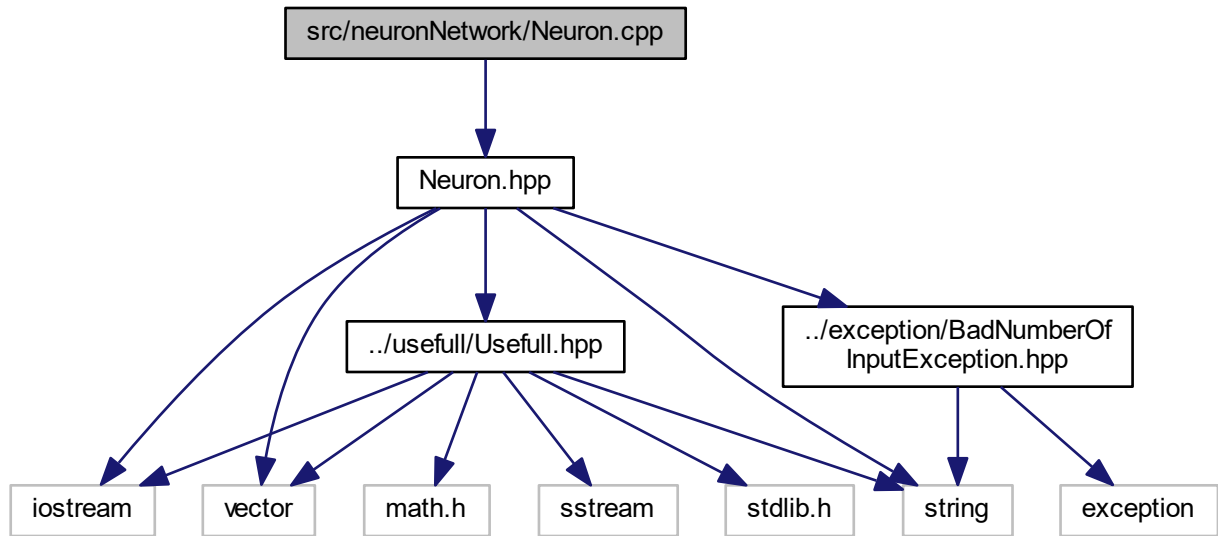 src/neuronNetwork/Neuron.cpp
Neuron.hpp
../usefull/Usefull.hpp
../exception/BadNumberOf
InputException.hpp
iostream
vector
math.h
sstream
stdlib.h
string
exception